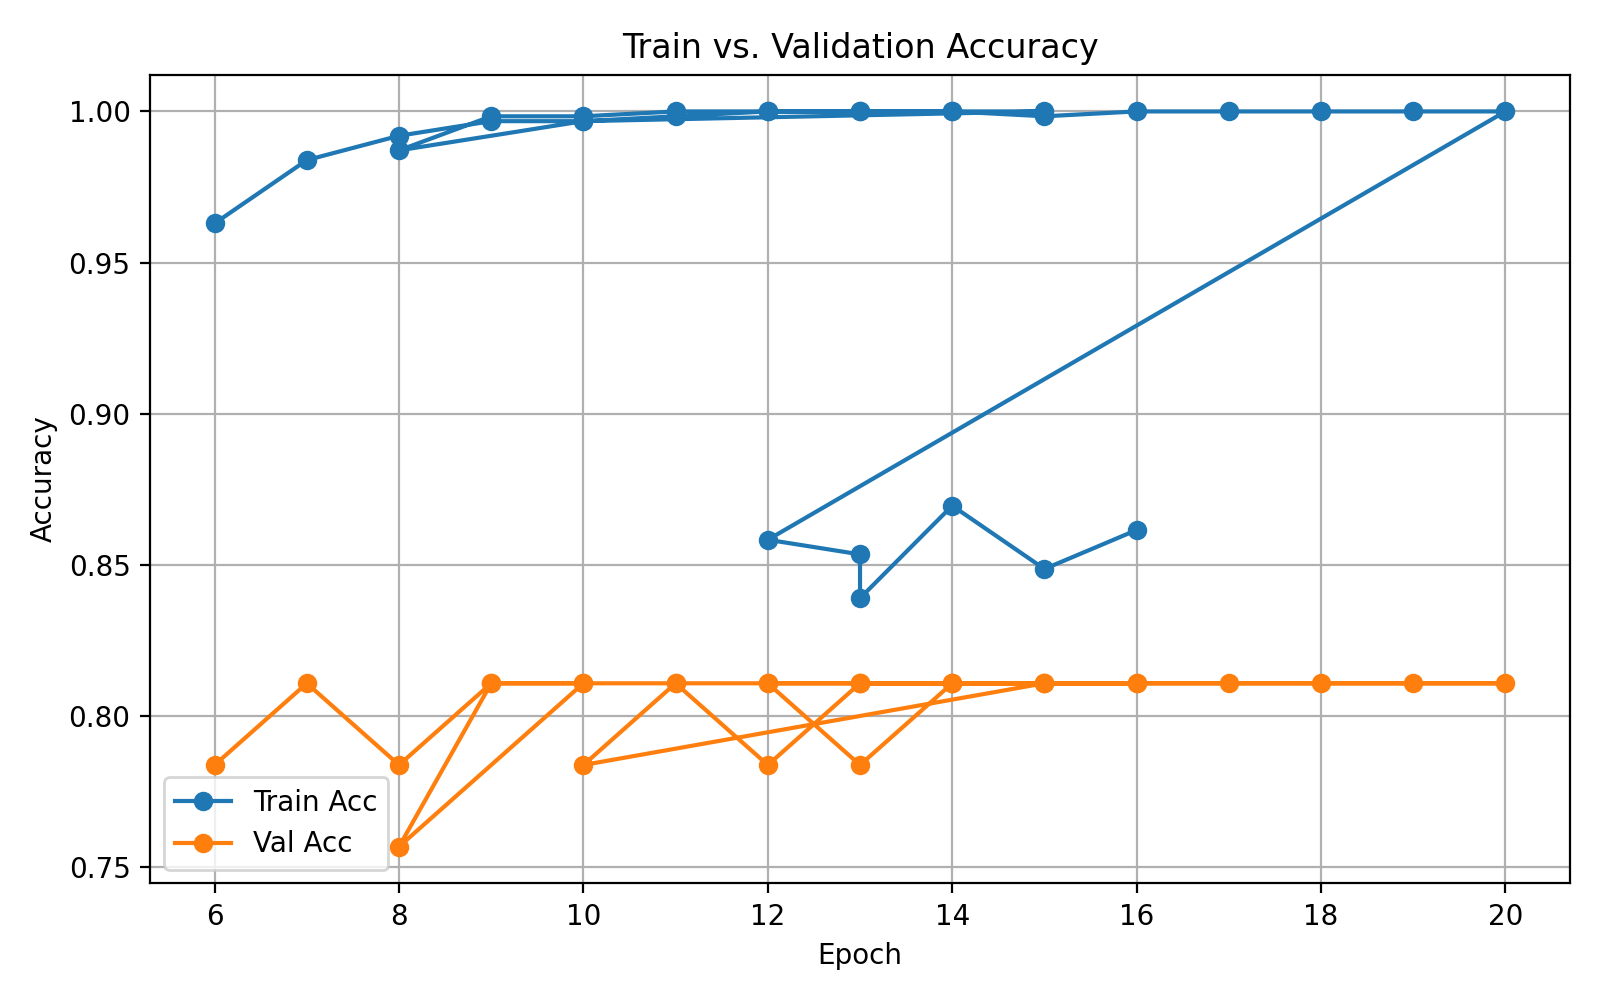 Train vs. Validation Accuracy
1.00
0.95
0.90
0.85
0.80
0.75
Accuracy
Train Acc
Val Acc
6 8 10 12 14 16 18 20
Epoch